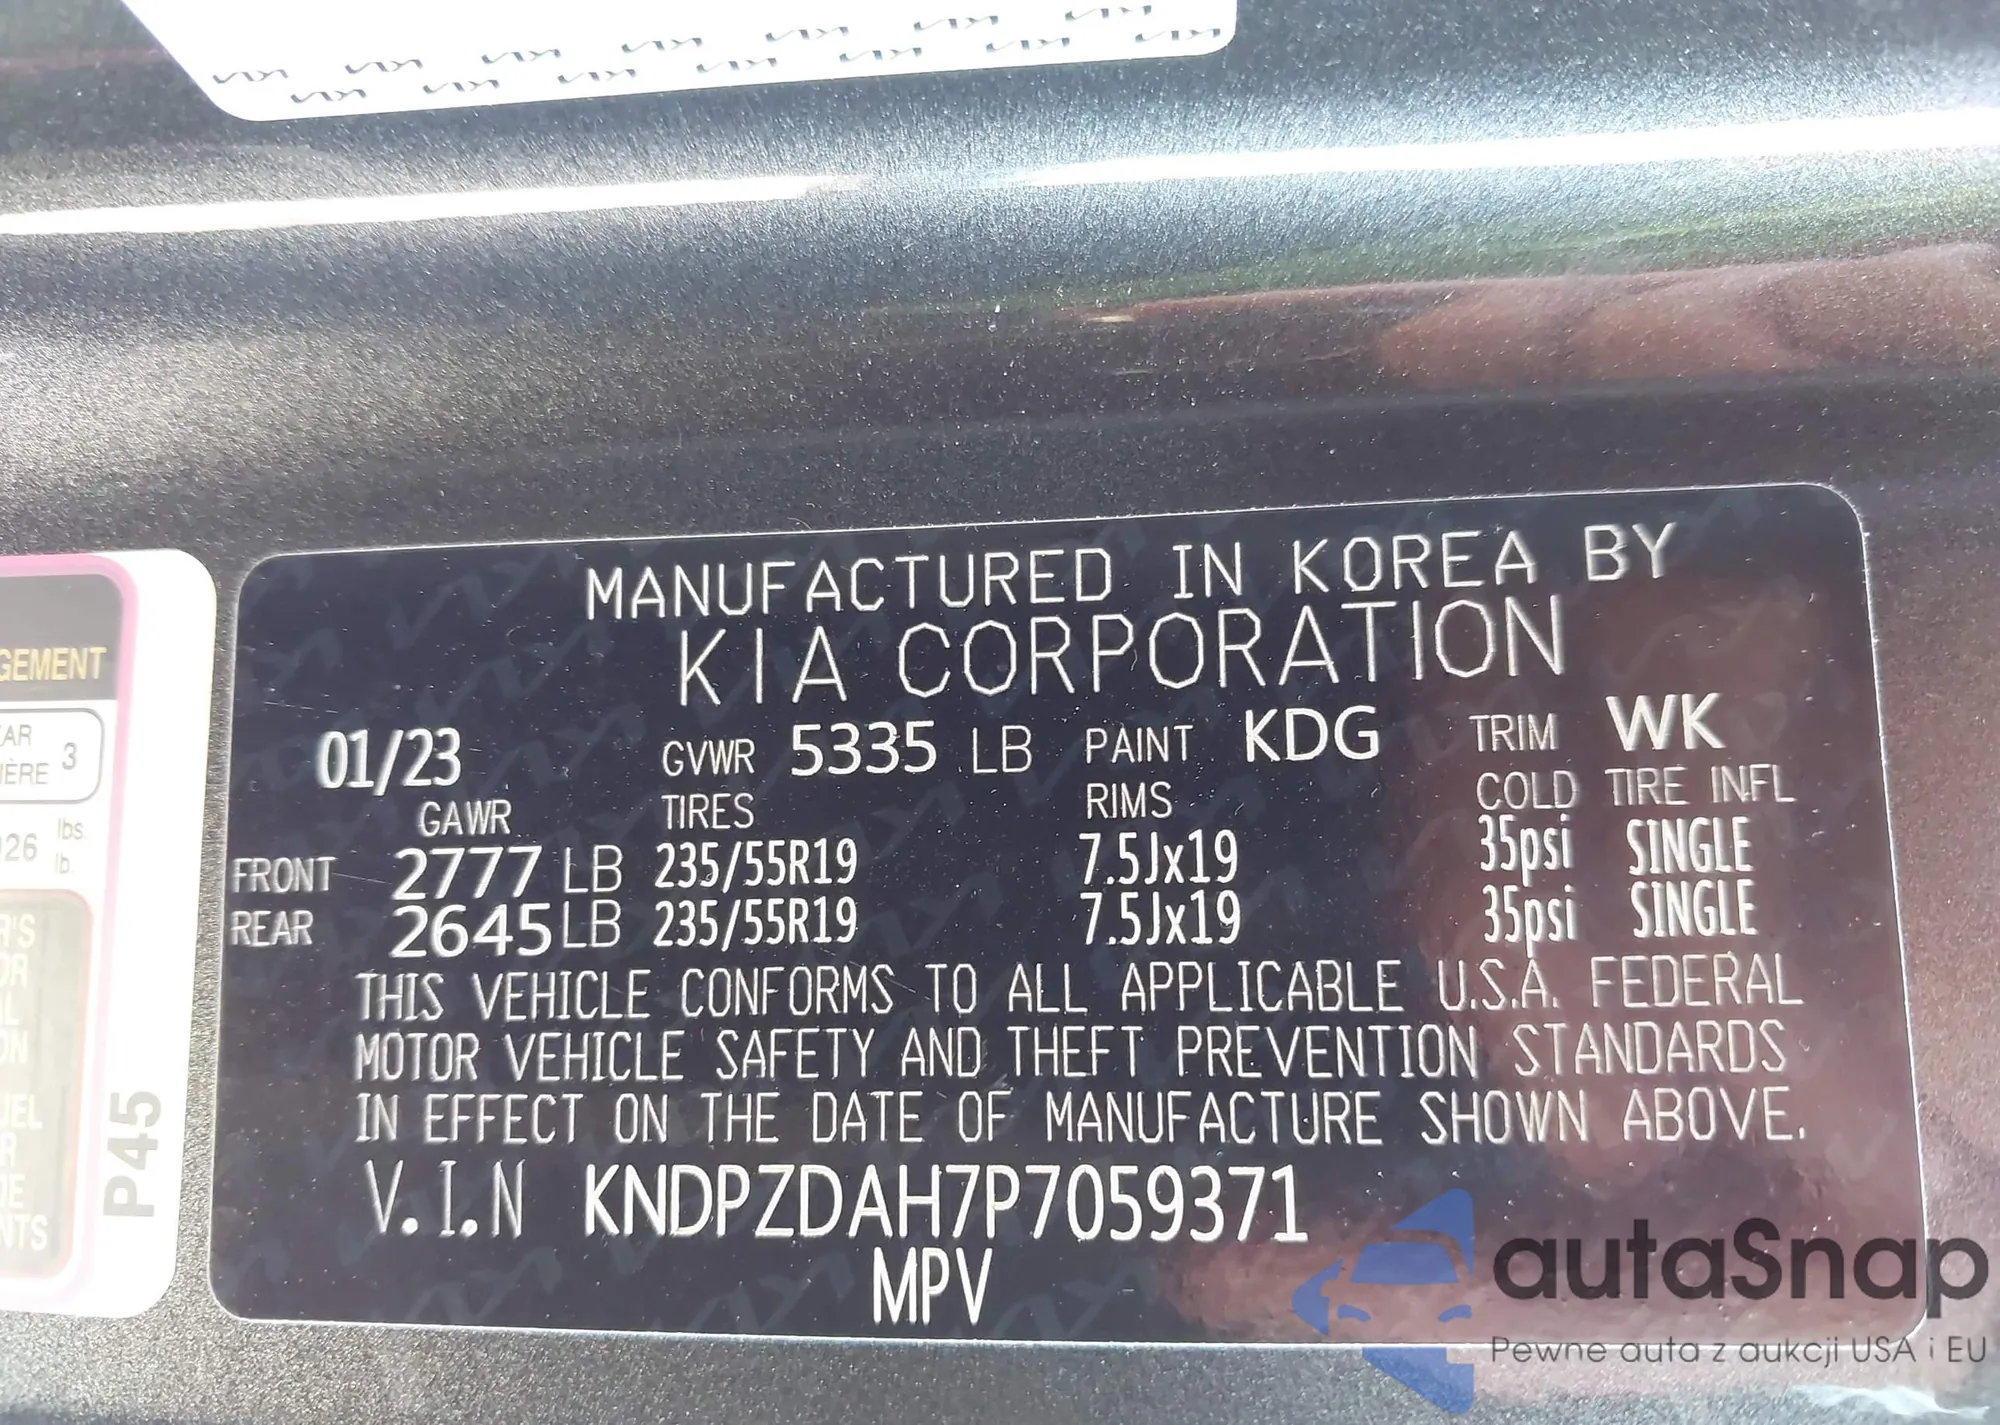 GEMENT
3
lbs.
lb.
P45
MANUFACTURED IN KOREA BY
KIA CORPORATION
01/23 GVWR 5335 LB PAINT KDG TRIM WK
GAWR TIRES RIMS COLD TIRE INFL
FRONT 2777 LB 235/55R19 7.5Jx19 35psi SINGLE
REAR 2645 LB 235/55R19 7.5Jx19 35psi SINGLE
THIS VEHICLE CONFORMS TO ALL APPLICABLE U.S.A. FEDERAL
MOTOR VEHICLE SAFETY AND THEFT PREVENTION STANDARDS
IN EFFECT ON THE DATE OF MANUFACTURE SHOWN ABOVE.
V.I.N KNDPZDAH7P7059371
MPV
autaSnap
Pewne auta z aukcji USA i EU